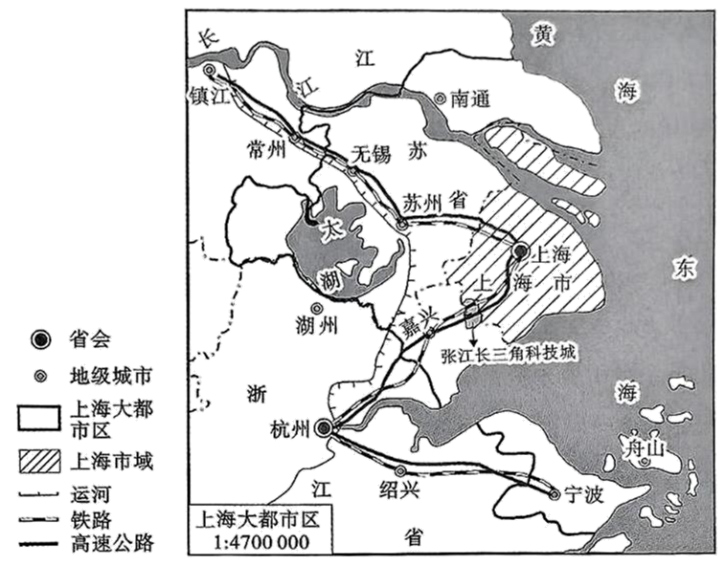 黄
海
东
海
长
江
江
镇江
南通
常州
无锡
苏
苏州
省
太
湖
上海
上海市
湖州
嘉兴
张江长三角科技城
浙
杭州
江
绍兴
宁波
舟山
省
上海大都市区
1:4700 000
省会
地级城市
上海大都
市区
上海市域
运河
铁路
高速公路